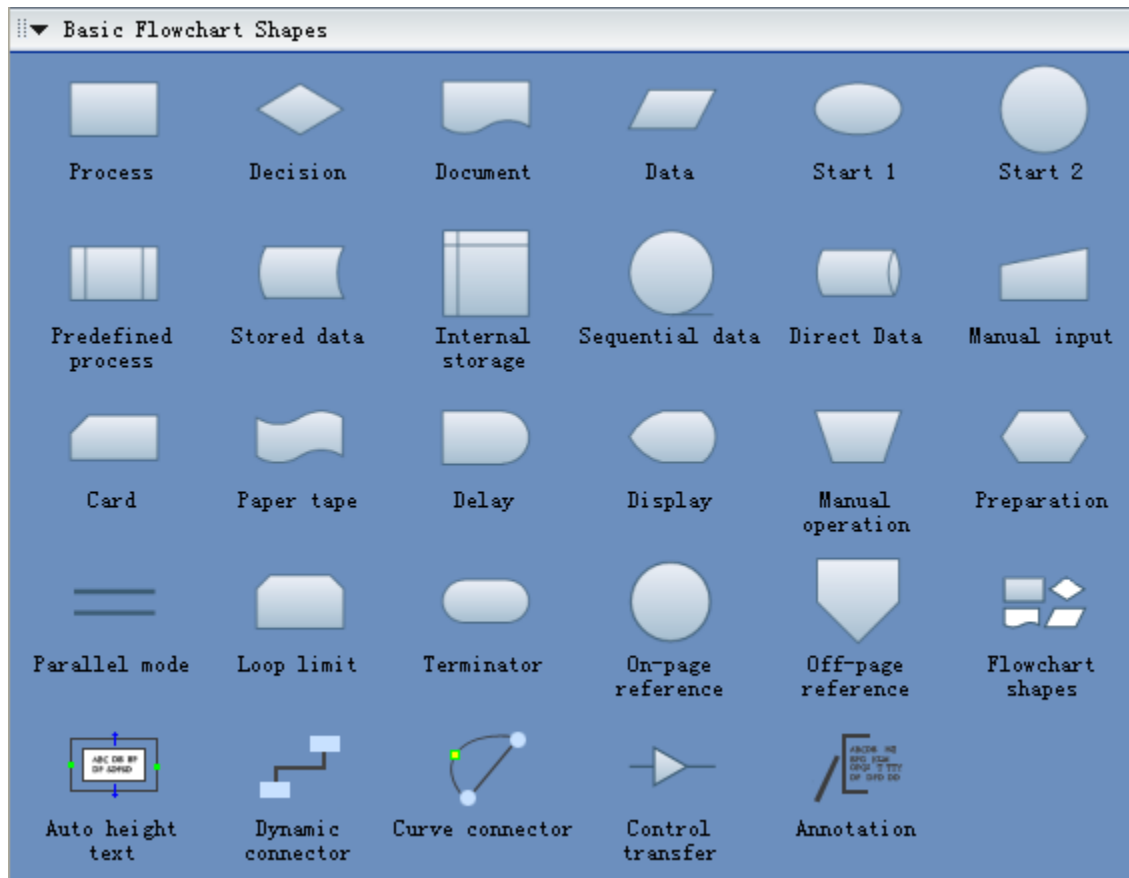 Basic Flowchart Shapes
Process
Decision
Document
Data
Start 1
Start 2
Predefined
process
Stored data
Internal
storage
Sequential data
Direct Data
Manual input
Card
Paper tape
Delay
Display
Manual
operation
Preparation
Parallel mode
Loop limit
Terminator
On-page
reference
Off-page
reference
Flowchart
shapes
Auto height
text
Dynamic
connector
Curve connector
Control
transfer
Annotation